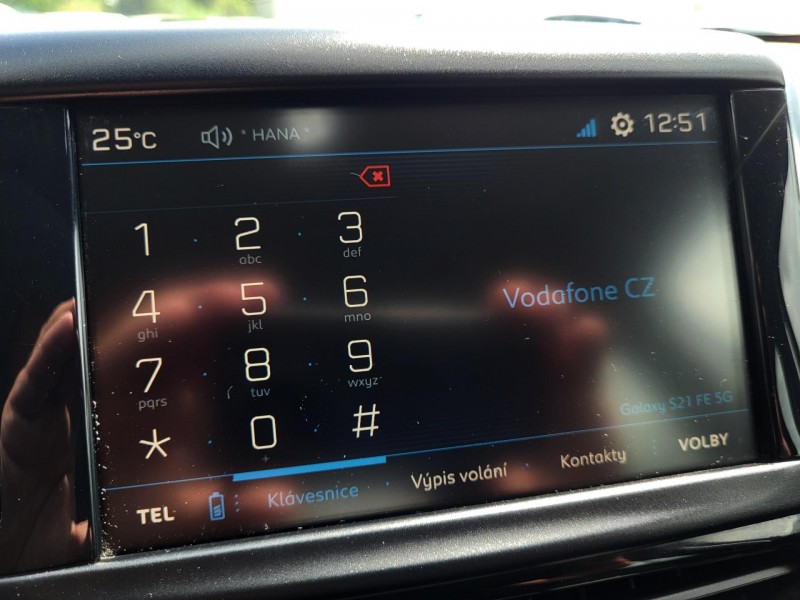 25°C * HANA * 12:51
1 2 3
abc def
4 5 6
ghi jkl mno
Vodafone CZ
7 8 9
pqrs tuv wxyz
* 0 #
+
Galaxy S21 FE 5G
TEL Klávesnice Výpis volání Kontakty VOLBY